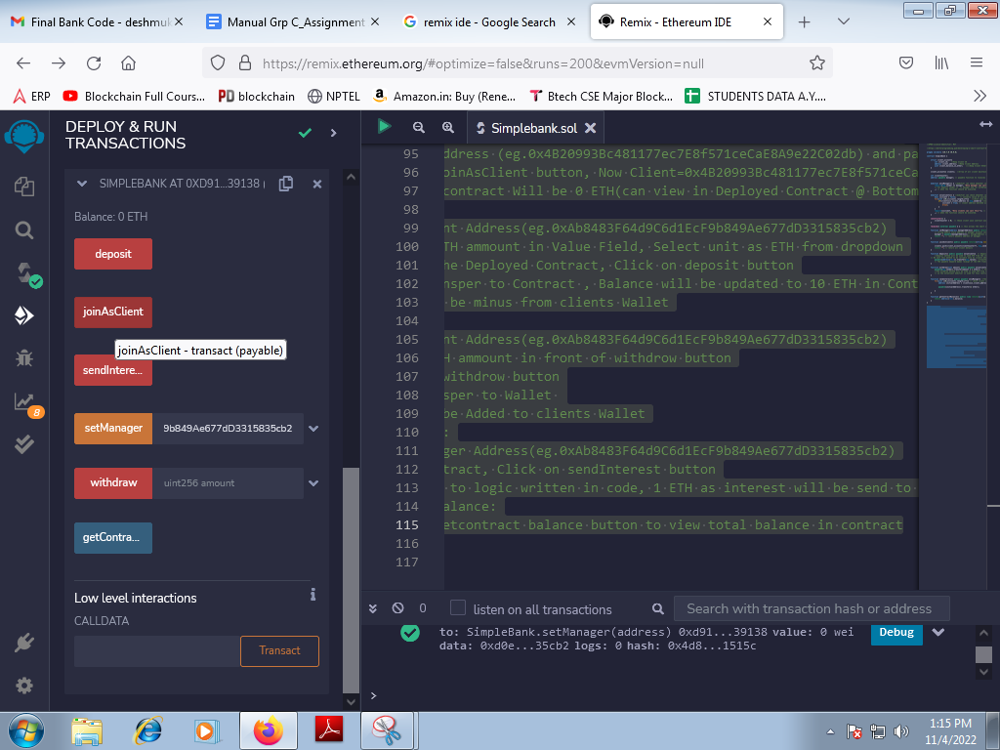 Final Bank Code - deshmuk
Manual Grp C_Assignment
remix ide - Google Search
Remix - Ethereum IDE
https://remix.ethereum.org/#optimize=false&runs=200&evmVersion=null
ERP
Blockchain Full Cours...
PD blockchain
NPTEL
Amazon.in: Buy (Rene...
Btech CSE Major Block...
STUDENTS DATA A.Y....
DEPLOY & RUN
TRANSACTIONS
SIMPLEBANK AT 0XD91...39138 (
Balance: 0 ETH
deposit
joinAsClient
joinAsClient - transact (payable)
sendIntere...
setManager 9b849Ae677dD3315835cb2
withdraw uint256 amount
getContra...
Low level interactions
i
CALLDATA
Transact
8
Simplebank.sol
95 ddress (eg.0x4B20993Bc481177ec7E8f571ceCaE8A9e22C02db) and pa
96 oinAsClient button, Now Client=0x4B20993Bc481177ec7E8f571ceCa
97 contract Will be 0 ETH(can view in Deployed Contract @ Bottom
98
99 nt Address(eg.0xAb8483F64d9C6d1EcF9b849Ae677dD3315835cb2)
100 TH ammount in Value Field, Select unit as ETH from dropdown
101 he Deployed Contract, Click on deposit button
102 nsper to Contract , Balance will be updated to 10 ETH in Cont
103 be minus from clients Wallet
104
105 nt Address(eg.0xAb8483F64d9C6d1EcF9b849Ae677dD3315835cb2)
106 H ammount in front of withdrow button
107 withdrow button
108 sper to Wallet
109 be Added to clients Wallet
110 :
111 ger Address(eg.0xAb8483F64d9C6d1EcF9b849Ae677dD3315835cb2)
112 tract, Click on sendInterest button
113 to logic written in code, 1 ETH as interest will be send to
114 alance:
115 etcontract balance button to view total balance in contract
116
117
0 listen on all transactions Search with transaction hash or address
to: SimpleBank.setManager(address) 0xd91...39138 value: 0 wei
data: 0xd0e...35cb2 logs: 0 hash: 0x4d8...1515c
Debug
>
1:15 PM
11/4/2022